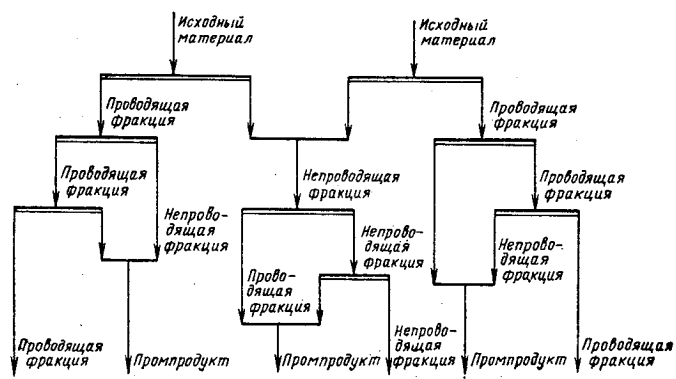 Исходный
материал
Исходный
материал
Проводящая
фракция
Проводящая
фракция
Проводящая
фракция
Непроводящая
фракция
Проводящая
фракция
Непрово-
дящая
фракция
Непрово-
дящая
фракция
Непрово-
дящая
фракция
Прово-
дящая
фракция
Проводящая
фракция
Промпродукт
Промпродукт
Непрово-
дящая
фракция
Промпродукт
Проводящая
фракция